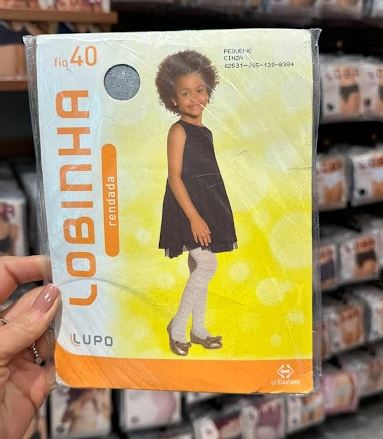 fio 40
PEQUENO
CINZA
LOBINHA
rendada
LUPO
c/ Elastano